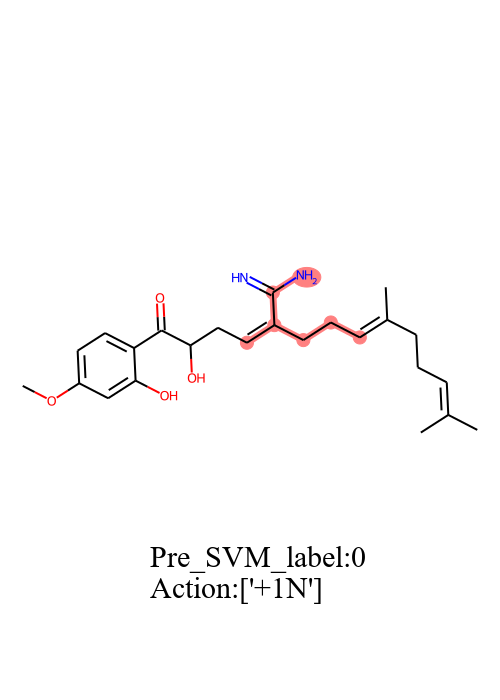 HN
NH2
O
OH
O
OH
Pre_SVM_label:0
Action:['+1N']